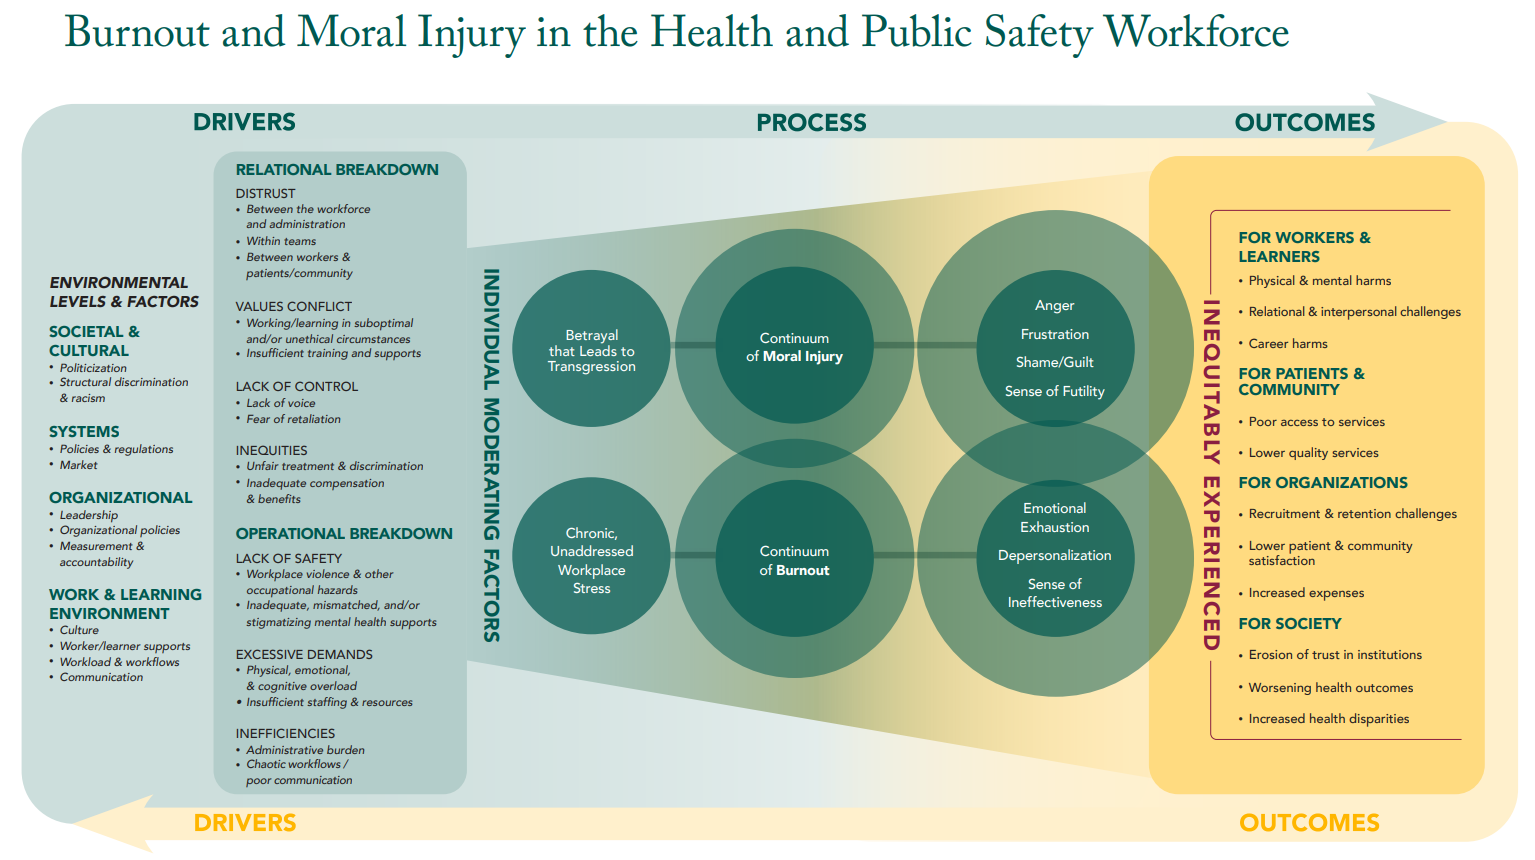 Burnout and Moral Injury in the Health and Public Safety Workforce
DRIVERS
PROCESS
OUTCOMES
ENVIRONMENTAL
LEVELS & FACTORS
SOCIETAL &
CULTURAL
• Politicization
• Structural discrimination
& racism
SYSTEMS
• Policies & regulations
• Market
ORGANIZATIONAL
• Leadership
• Organizational policies
• Measurement &
accountability
WORK & LEARNING
ENVIRONMENT
• Culture
• Worker/learner supports
• Workload & workflows
• Communication
RELATIONAL BREAKDOWN
DISTRUST
• Between the workforce
and administration
• Within teams
• Between workers &
patients/community
VALUES CONFLICT
• Working/learning in suboptimal
and/or unethical circumstances
• Insufficient training and supports
LACK OF CONTROL
• Lack of voice
• Fear of retaliation
INEQUITIES
• Unfair treatment & discrimination
• Inadequate compensation
& benefits
OPERATIONAL BREAKDOWN
LACK OF SAFETY
• Workplace violence & other
occupational hazards
• Inadequate, mismatched, and/or
stigmatizing mental health supports
EXCESSIVE DEMANDS
• Physical, emotional,
& cognitive overload
• Insufficient staffing & resources
INEFFICIENCIES
• Administrative burden
• Chaotic workflows /
poor communication
INDIVIDUAL MODERATING FACTORS
Betrayal
that Leads to
Transgression
Continuum
of Moral Injury
Anger
Frustration
Shame/Guilt
Sense of Futility
Chronic,
Unaddressed
Workplace
Stress
Continuum
of Burnout
Emotional
Exhaustion
Depersonalization
Sense of
Ineffectiveness
INEQUITABLY EXPERIENCED
FOR WORKERS &
LEARNERS
• Physical & mental harms
• Relational & interpersonal challenges
• Career harms
FOR PATIENTS &
COMMUNITY
• Poor access to services
• Lower quality services
FOR ORGANIZATIONS
• Recruitment & retention challenges
• Lower patient & community
satisfaction
• Increased expenses
FOR SOCIETY
• Erosion of trust in institutions
• Worsening health outcomes
• Increased health disparities
DRIVERS
OUTCOMES